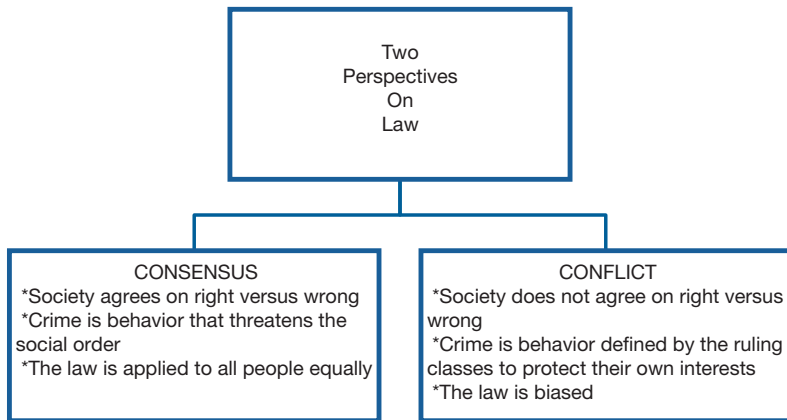 Two
Perspectives
On
Law
CONSENSUS
*Society agrees on right versus wrong
*Crime is behavior that threatens the
social order
*The law is applied to all people equally
CONFLICT
*Society does not agree on right versus
wrong
*Crime is behavior defined by the ruling
classes to protect their own interests
*The law is biased